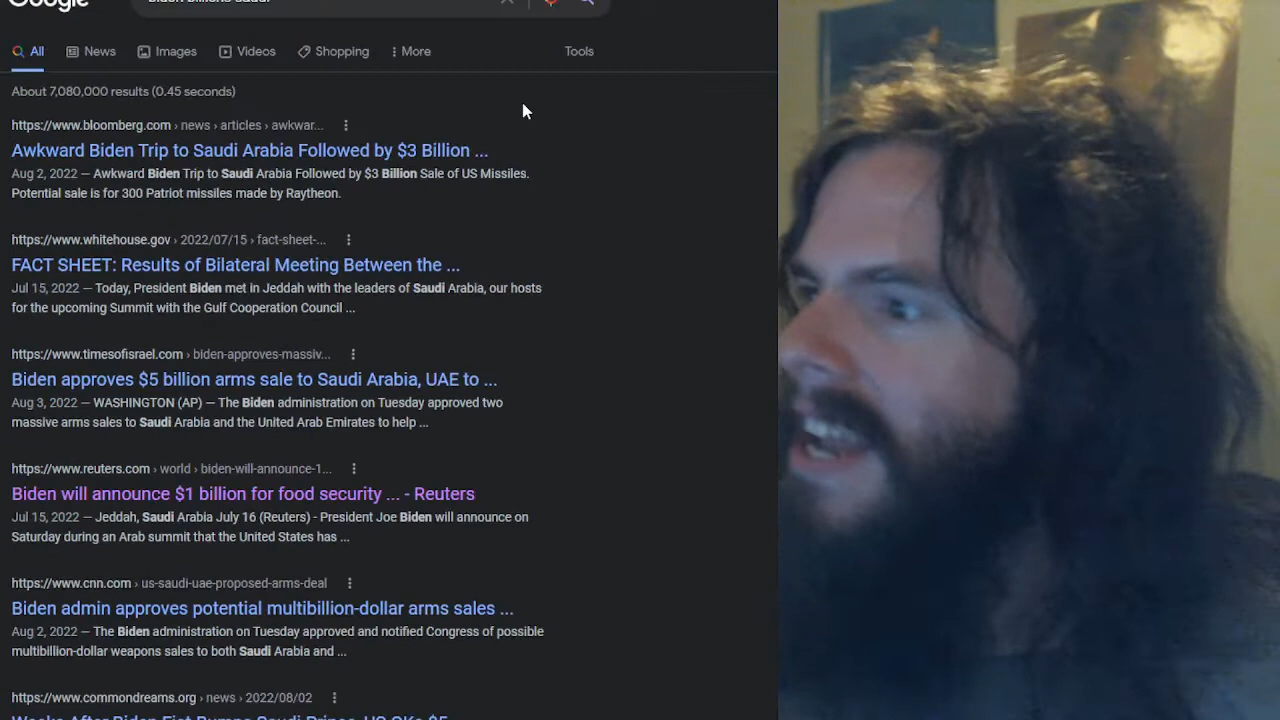 Google
All
News
Images
Videos
Shopping
More
Tools
About 7,080,000 results (0.45 seconds)
https://www.bloomberg.com › news › articles › awkwar...
Awkward Biden Trip to Saudi Arabia Followed by $3 Billion ...
Aug 2, 2022 — Awkward Biden Trip to Saudi Arabia Followed by $3 Billion Sale of US Missiles.
Potential sale is for 300 Patriot missiles made by Raytheon.
https://www.whitehouse.gov › 2022/07/15 › fact-sheet-...
FACT SHEET: Results of Bilateral Meeting Between the ...
Jul 15, 2022 — Today, President Biden met in Jeddah with the leaders of Saudi Arabia, our hosts
for the upcoming Summit with the Gulf Cooperation Council ...
https://www.timesofisrael.com › biden-approves-massiv...
Biden approves $5 billion arms sale to Saudi Arabia, UAE to ...
Aug 3, 2022 — WASHINGTON (AP) — The Biden administration on Tuesday approved two
massive arms sales to Saudi Arabia and the United Arab Emirates to help ...
https://www.reuters.com › world › biden-will-announce-1...
Biden will announce $1 billion for food security ... - Reuters
Jul 15, 2022 — Jeddah, Saudi Arabia July 16 (Reuters) - President Joe Biden will announce on
Saturday during an Arab summit that the United States has ...
https://www.cnn.com › us-saudi-uae-proposed-arms-deal
Biden admin approves potential multibillion-dollar arms sales ...
Aug 2, 2022 — The Biden administration on Tuesday approved and notified Congress of possible
multibillion-dollar weapons sales to both Saudi Arabia and ...
https://www.commondreams.org › news › 2022/08/02
Weeks After Biden Fist Bumps Saudi Prince, US OKs $5